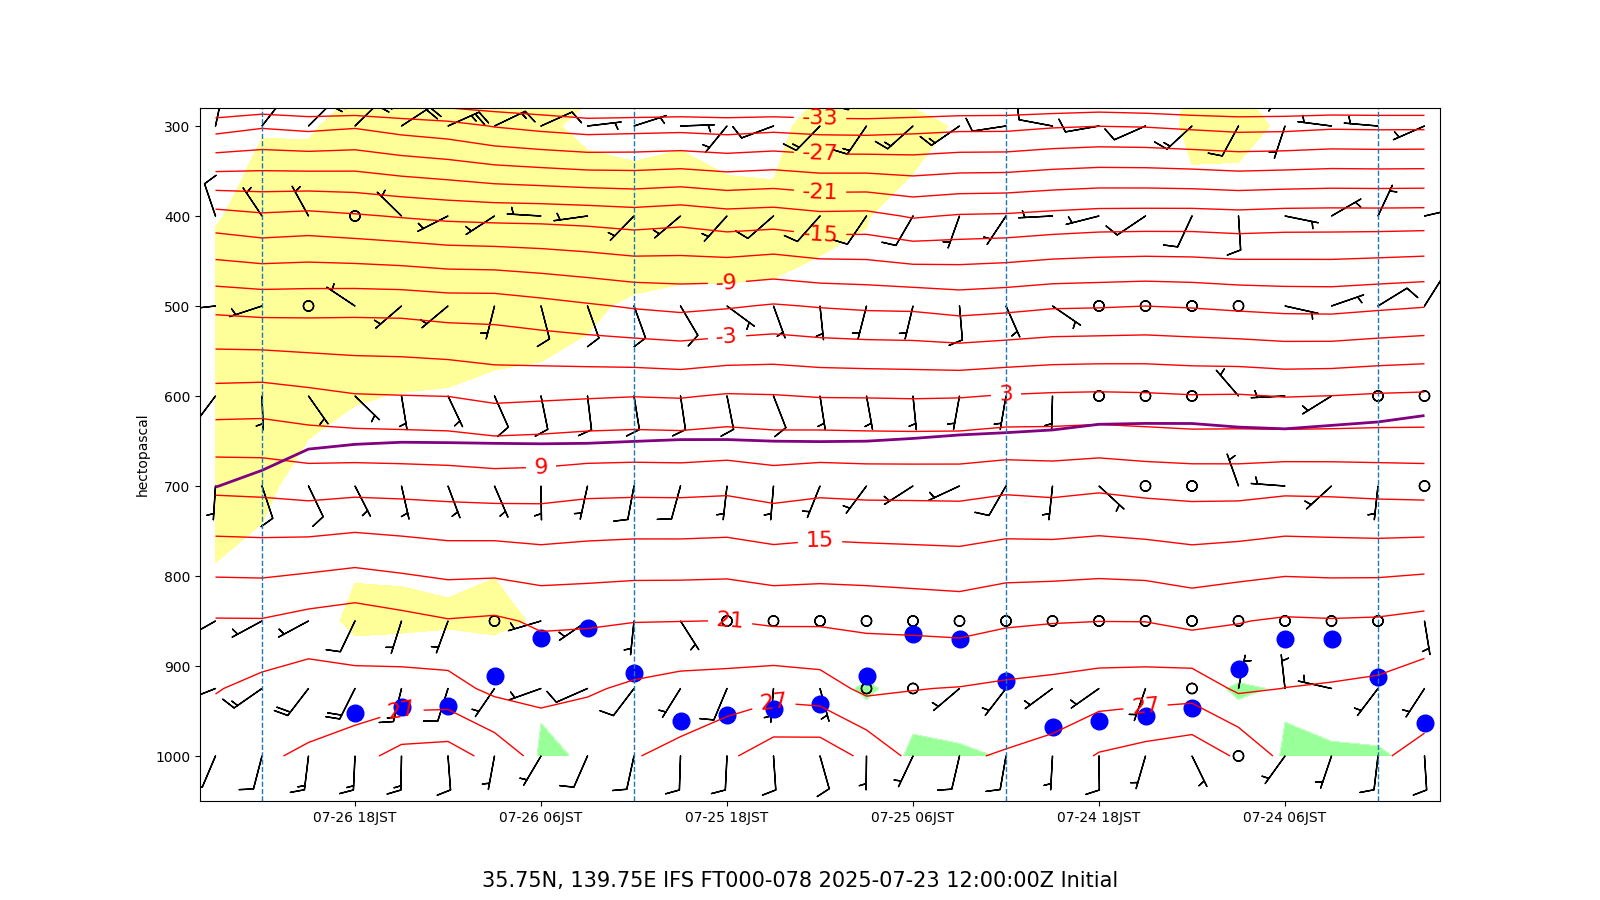 300
400
500
600
700
800
900
1000
hectopascal
-33
-27
-21
-15
-9
-3
3
9
15
21
27
27
27
07-26 18JST
07-26 06JST
07-25 18JST
07-25 06JST
07-24 18JST
07-24 06JST
35.75N, 139.75E IFS FT000-078 2025-07-23 12:00:00Z Initial